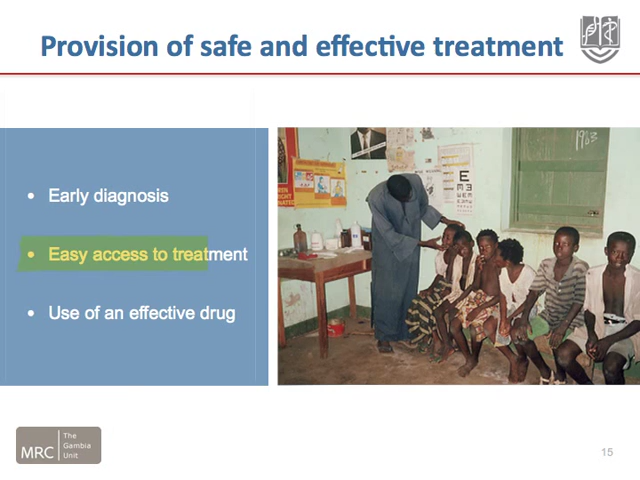 Provision of safe and effective treatment
• Early diagnosis
• Easy access to treatment
• Use of an effective drug
1983
E
MRC
The
Gambia
Unit
15